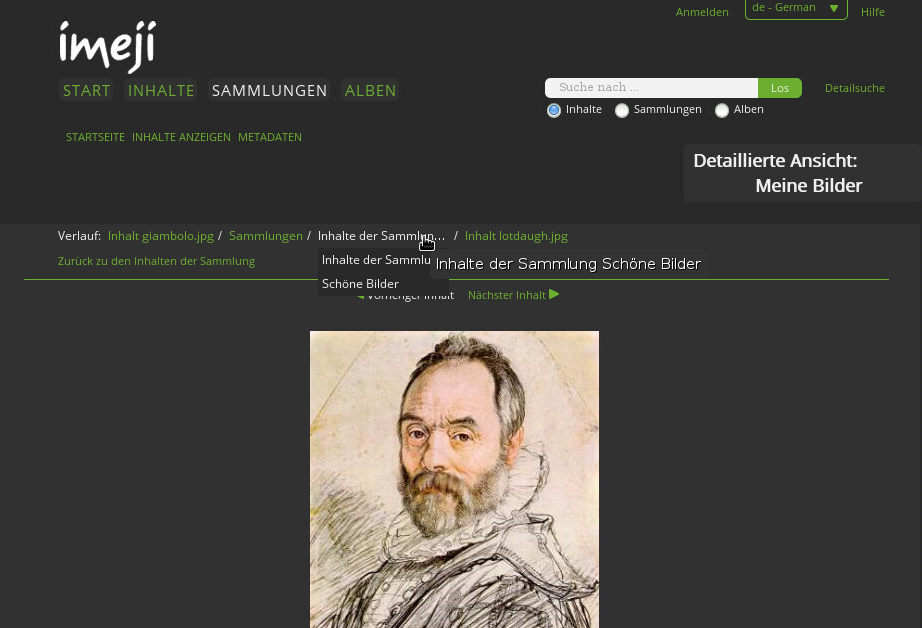 Anmelden de - German Hilfe
imeji
START INHALTE SAMMLUNGEN ALBEN
Suche nach ... Los Detailsuche
Inhalte Sammlungen Alben
STARTSEITE INHALTE ANZEIGEN METADATEN
Detaillierte Ansicht:
Meine Bilder
Verlauf: Inhalt giambolo.jpg / Sammlungen / Inhalte der Sammlun... / Inhalt lotdaugh.jpg
Zurück zu den Inhalten der Sammlung
Inhalte der Sammlu
Inhalte der Sammlung Schöne Bilder
Schöne Bilder
Vorheriger Inhalt Nächster Inhalt